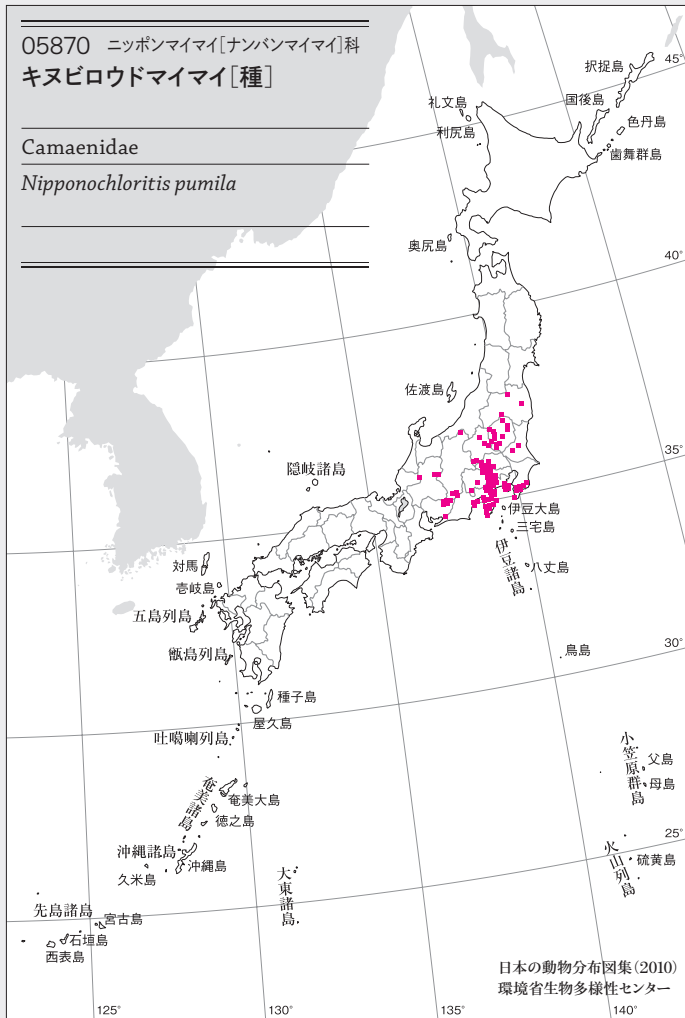 05870 ニッポンマイマイ[ナンバンマイマイ]科
キヌビロウドマイマイ[種]
Camaenidae
Nipponochloritis pumila
択捉島
45°
国後島
礼文島
色丹島
利尻島
歯舞群島
奥尻島
40°
佐渡島
35°
隠岐諸島
伊豆大島
三宅島
伊豆諸島
八丈島
対馬
壱岐島
五島列島
甑島列島
鳥島
30°
種子島
屋久島
吐噶喇列島
小笠原群島
父島
母島
奄美諸島
奄美大島
徳之島
25°
沖縄諸島
沖縄島
久米島
火山列島
硫黄島
大東諸島
先島諸島
宮古島
石垣島
西表島
日本の動物分布図集(2010)
環境省生物多様性センター
125°
130°
135°
140°